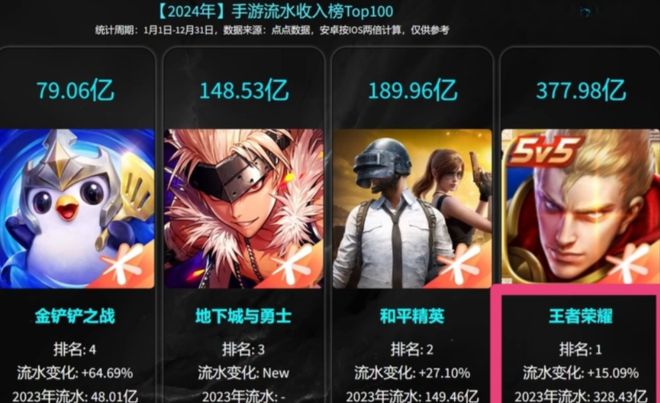 【2024年】手游流水收入榜Top100
统计周期：1月1日-12月31日，数据来源：点点数据，安卓按IOS两倍计算，仅供参考
79.06亿
148.53亿
189.96亿
377.98亿
5v5
金铲铲之战
地下城与勇士
和平精英
王者荣耀
排名: 4
排名: 3
排名: 2
排名: 1
流水变化: +64.69%
流水变化: New
流水变化: +27.10%
流水变化: +15.09%
2023年流水: 48.01亿
2023年流水: -
2023年流水: 149.46亿
2023年流水: 328.43亿